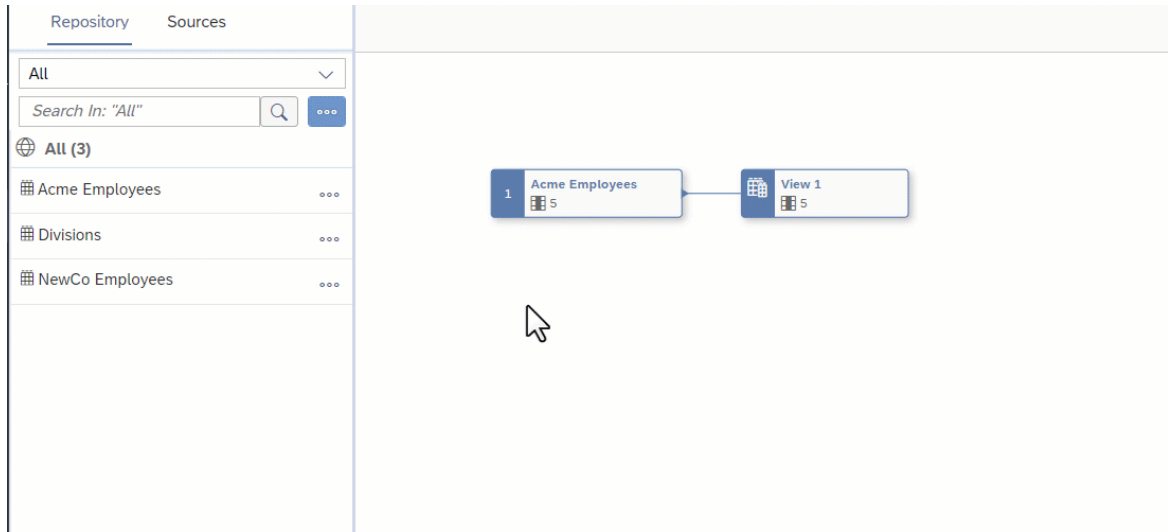 Repository Sources
All
Search In: "All"
All (3)
Acme Employees
Divisions
NewCo Employees
1 Acme Employees
5
View 1
5